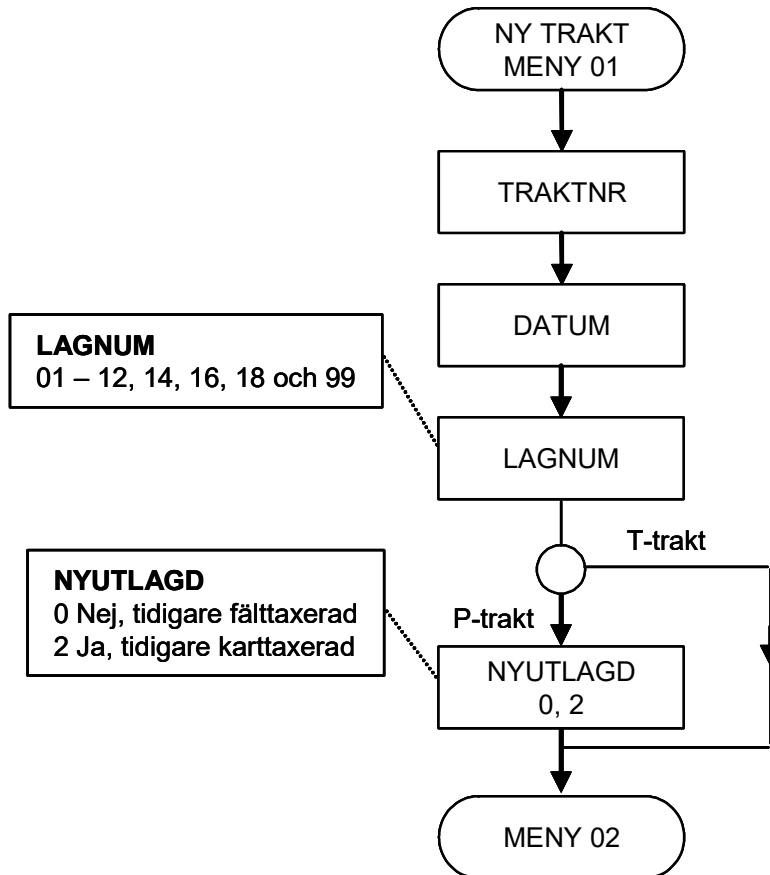 NY TRAKT
MENY 01
TRAKTNR
DATUM
LAGNUM
01 – 12, 14, 16, 18 och 99
LAGNUM
T-trakt
P-trakt
NYUTLAGD
0 Nej, tidigare fälttaxerad
2 Ja, tidigare karttaxerad
NYUTLAGD
0, 2
MENY 02